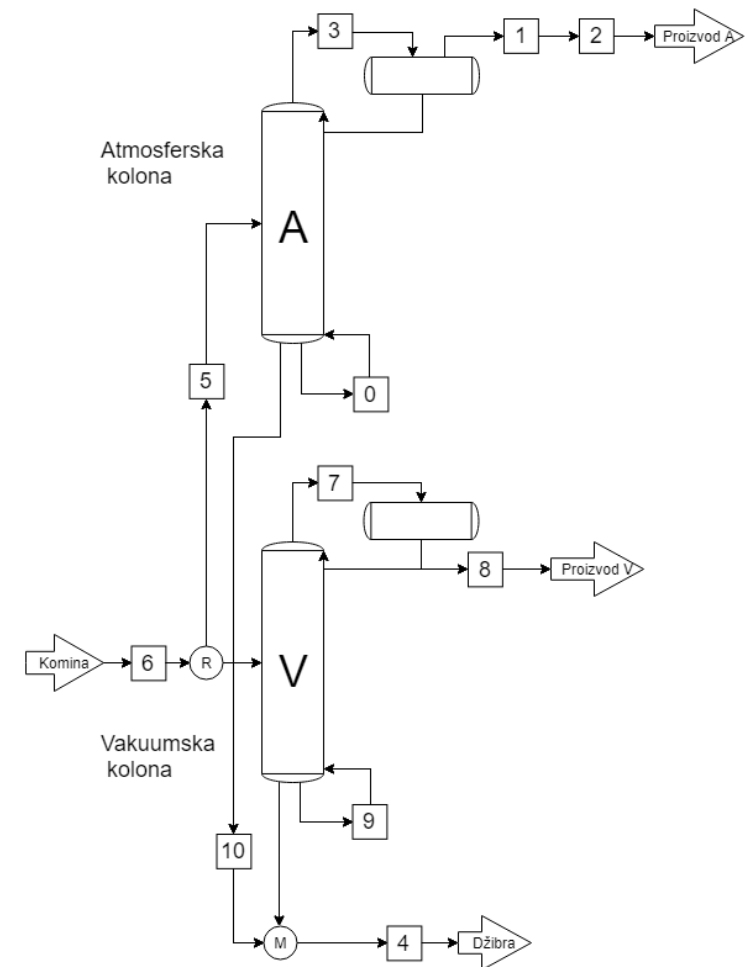 3
1
2
Proizvod A
Atmosferska
kolona
A
5
0
7
8
Proizvod V
Komina
6
R
V
Vakuumska
kolona
9
10
M
4
Džibra